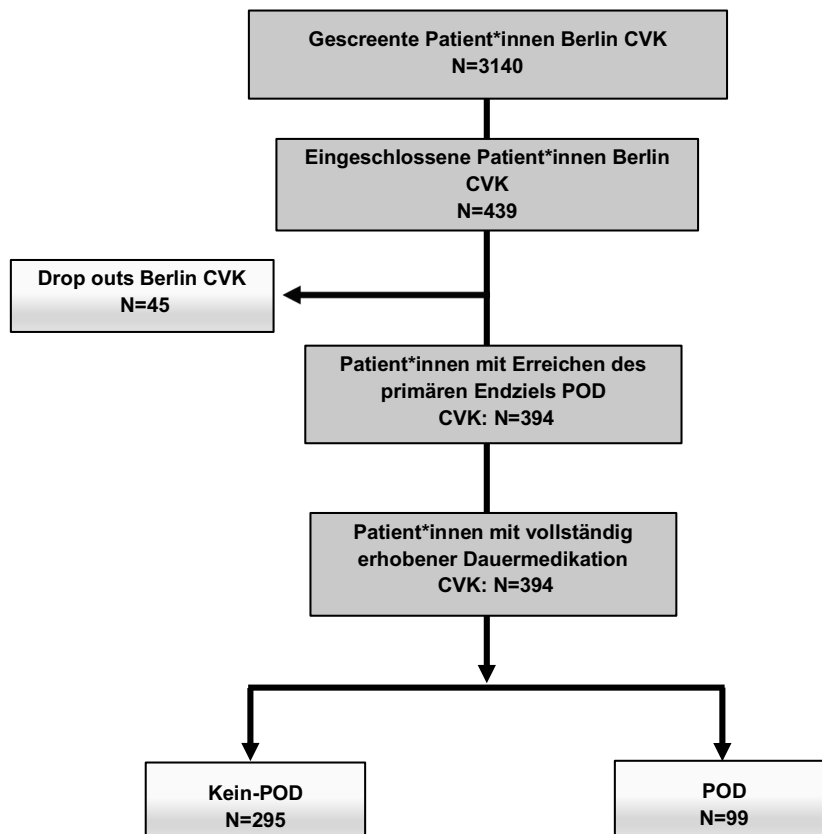 Gescreente Patient*innen Berlin CVK
N=3140
Eingeschlossene Patient*innen Berlin
CVK
N=439
Drop outs Berlin CVK
N=45
Patient*innen mit Erreichen des
primären Endziels POD
CVK: N=394
Patient*innen mit vollständig
erhobener Dauermedikation
CVK: N=394
Kein-POD
N=295
POD
N=99